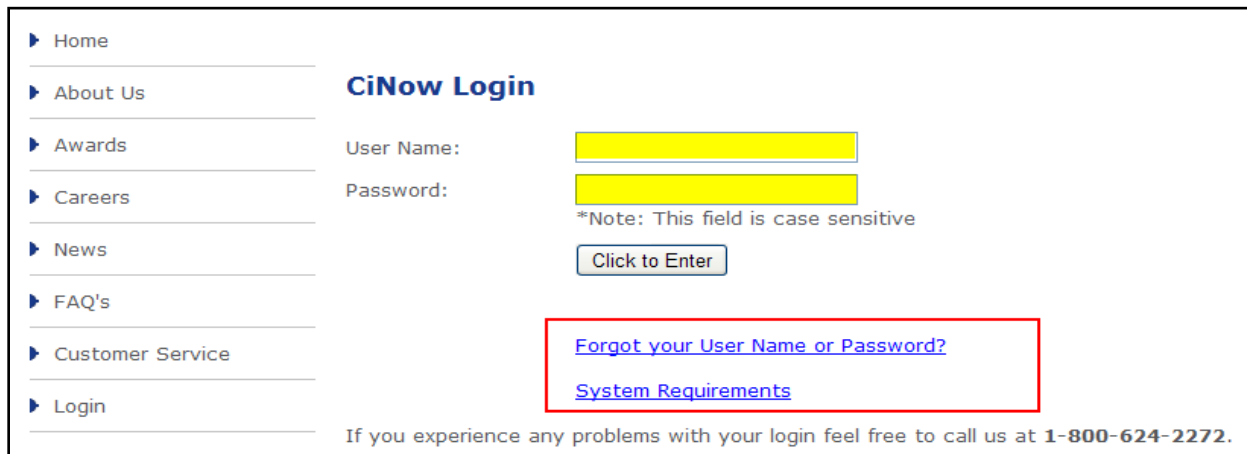 Home
About Us
Awards
Careers
News
FAQ's
Customer Service
Login
CiNow Login
User Name:
Password:
*Note: This field is case sensitive
Click to Enter
Forgot your User Name or Password?
System Requirements
If you experience any problems with your login feel free to call us at 1-800-624-2272.